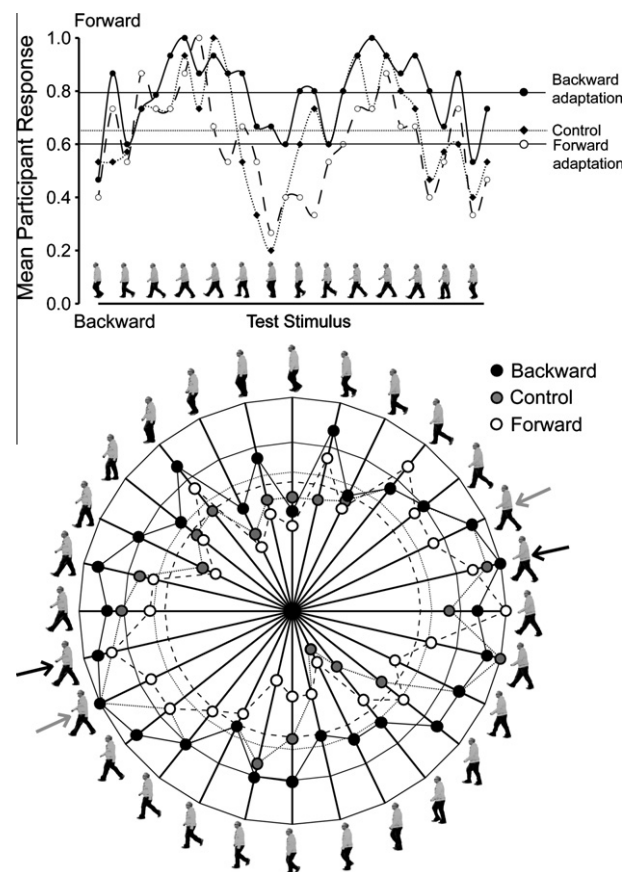 Forward
1.0
0.8
0.6
0.4
0.2
0.0
Mean Participant Response
Backward adaptation
Control
Forward adaptation
Backward
Test Stimulus
Backward
Control
Forward